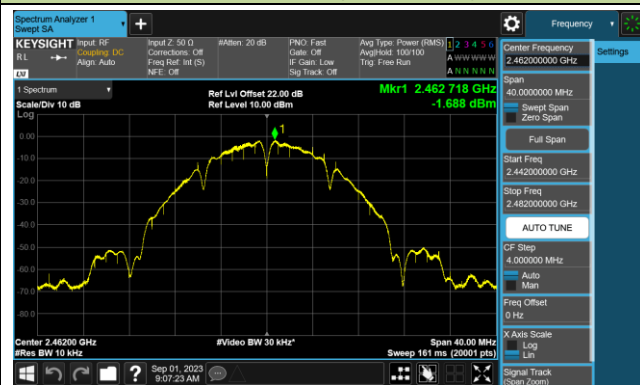 Spectrum Analyzer 1
Swept SA
Frequency
KEYSIGHT
RL
LXI
Input: RF
Coupling: DC
Align: Auto
Input Z: 50 Ω
Corrections: Off
Freq Ref: Int (S)
NFE: Off
#Atten: 20 dB
PNO: Fast
Gate: Off
IF Gain: Low
Sig Track: Off
Avg Type: Power (RMS)
Avg|Hold: 100/100
Trig: Free Run
1 2 3 4 5 6
A W W W W W
A N N N N N
1 Spectrum
Scale/Div 10 dB
Log
Ref Lvl Offset 22.00 dB
Ref Level 10.00 dBm
Mkr1 2.462 718 GHz
-1.688 dBm
1
0.00
-10.0
-20.0
-30.0
-40.0
-50.0
-60.0
-70.0
-80.0
Center 2.46200 GHz
#Res BW 10 kHz
#Video BW 30 kHz*
Span 40.00 MHz
Sweep 161 ms (20001 pts)
Sep 01, 2023
9:07:23 AM
Center Frequency
2.462000000 GHz
Span
40.0000000 MHz
Swept Span
Zero Span
Full Span
Start Freq
2.442000000 GHz
Stop Freq
2.482000000 GHz
AUTO TUNE
CF Step
4.000000 MHz
Auto
Man
Freq Offset
0 Hz
X Axis Scale
Log
Lin
Signal Track
(Span Zoom)
Settings